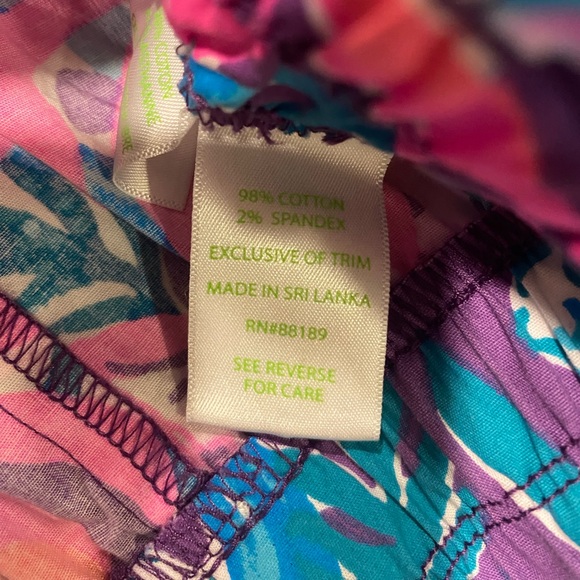 98% COTTON
2% SPANDEX
EXCLUSIVE OF TRIM
MADE IN SRI LANKA
RN#88189
SEE REVERSE
FOR CARE